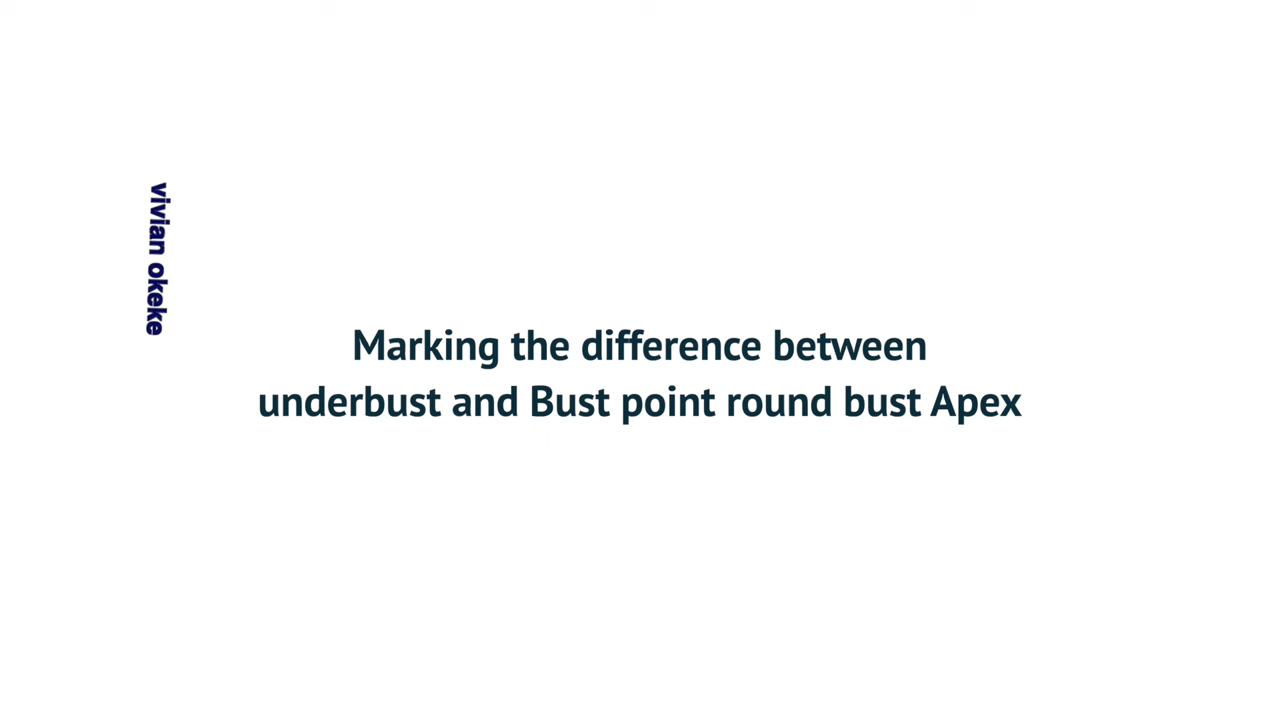 vivian okeke
Marking the difference between
underbust and Bust point round bust Apex